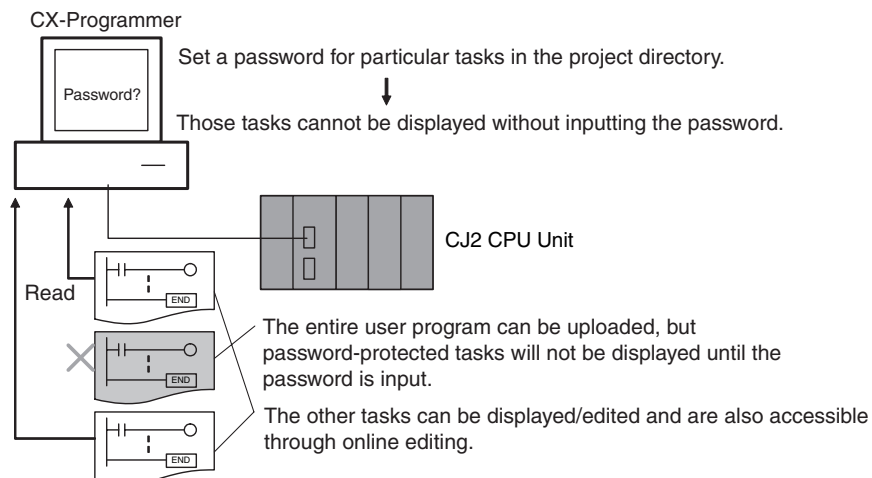 CX-Programmer
Password?
Set a password for particular tasks in the project directory.
Those tasks cannot be displayed without inputting the password.
CJ2 CPU Unit
Read
END
END
END
The entire user program can be uploaded, but
password-protected tasks will not be displayed until the
password is input.
The other tasks can be displayed/edited and are also accessible
through online editing.